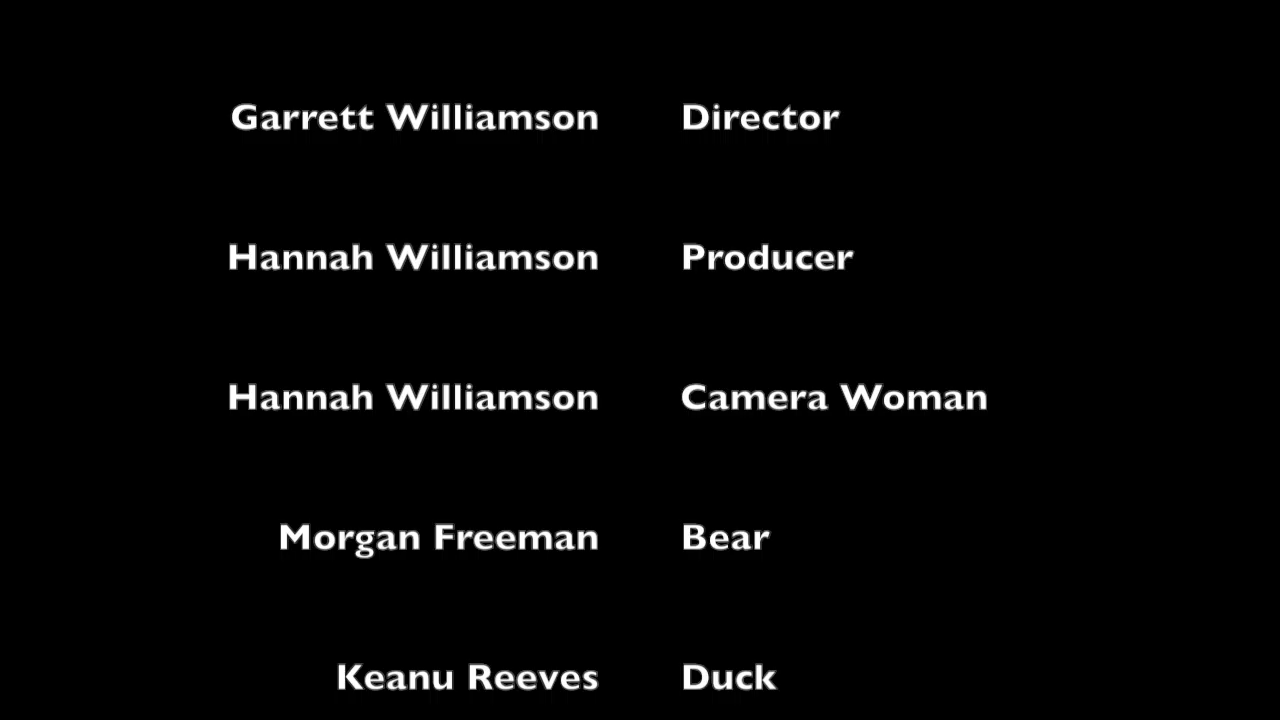 Garrett Williamson Director
Hannah Williamson Producer
Hannah Williamson Camera Woman
Morgan Freeman Bear
Keanu Reeves Duck